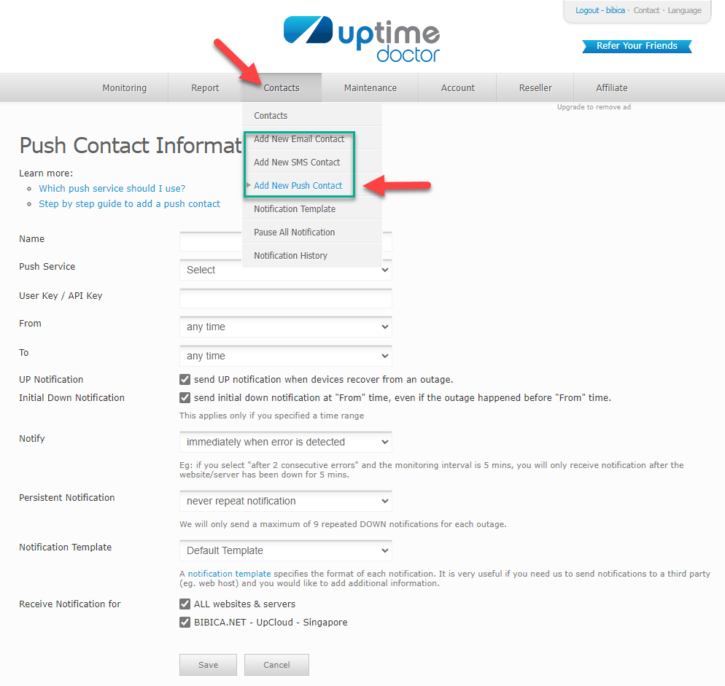 Logout - bibica · Contact · Language
uptime
doctor
Refer Your Friends
Monitoring Report Contacts Maintenance Account Reseller Affiliate
Upgrade to remove ad
Contacts
Add New Email Contact
Add New SMS Contact
Add New Push Contact
Notification Template
Pause All Notification
Notification History
Push Contact Informat
Learn more:
Which push service should I use?
Step by step guide to add a push contact
Name
Push Service Select
User Key / API Key
From any time
To any time
UP Notification send UP notification when devices recover from an outage.
Initial Down Notification send initial down notification at "From" time, even if the outage happened before "From" time.
This applies only if you specified a time range
Notify immediately when error is detected
Eg: if you select "after 2 consecutive errors" and the monitoring interval is 5 mins, you will only receive notification after the
website/server has been down for 5 mins.
Persistent Notification never repeat notification
We will only send a maximum of 9 repeated DOWN notifications for each outage.
Notification Template Default Template
A notification template specifies the format of each notification. It is very useful if you need us to send notifications to a third party
(eg. web host) and you would like to add additional information.
Receive Notification for ALL websites & servers
BIBICA.NET - UpCloud - Singapore
Save Cancel